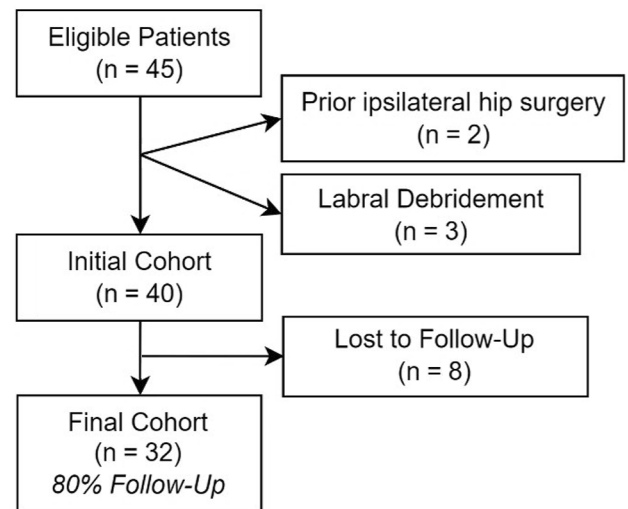 Eligible Patients
(n = 45)
Prior ipsilateral hip surgery
(n = 2)
Labral Debridement
(n = 3)
Initial Cohort
(n = 40)
Lost to Follow-Up
(n = 8)
Final Cohort
(n = 32)
80% Follow-Up